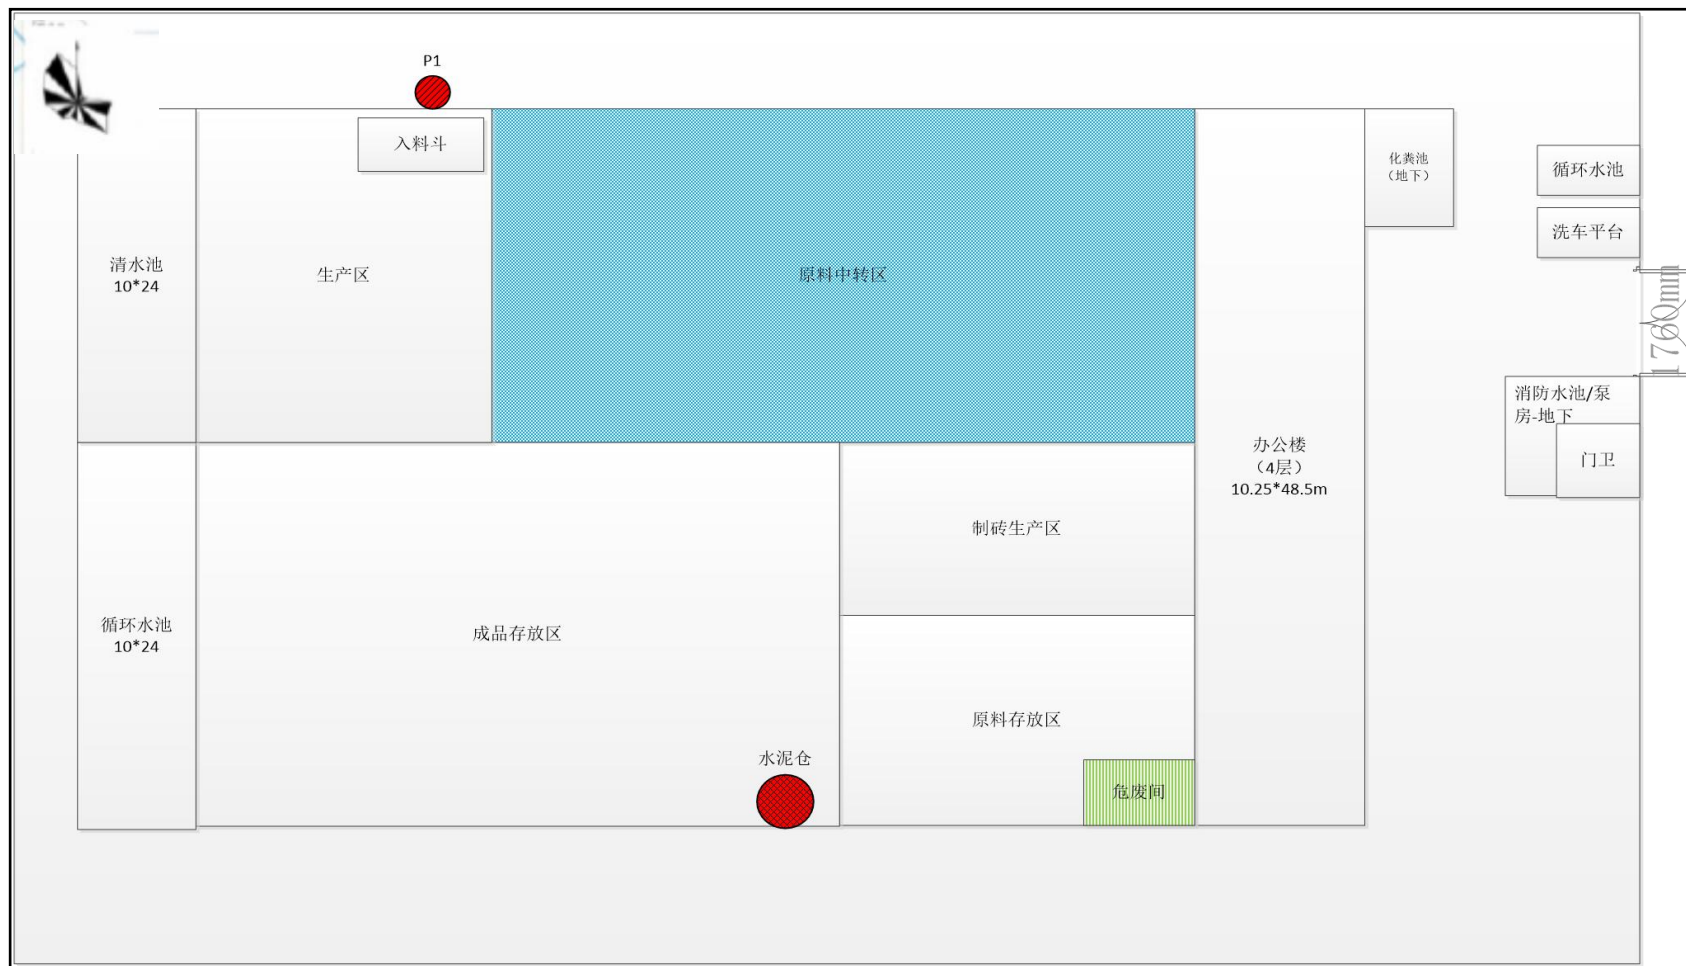 P1
入料斗
化粪池
（地下）
循环水池
洗车平台
清水池
10*24
生产区
原料中转区
1760mm
消防水池/泵
房-地下
门卫
办公楼
（4层）
10.25*48.5m
制砖生产区
循环水池
10*24
成品存放区
原料存放区
水泥仓
危废间